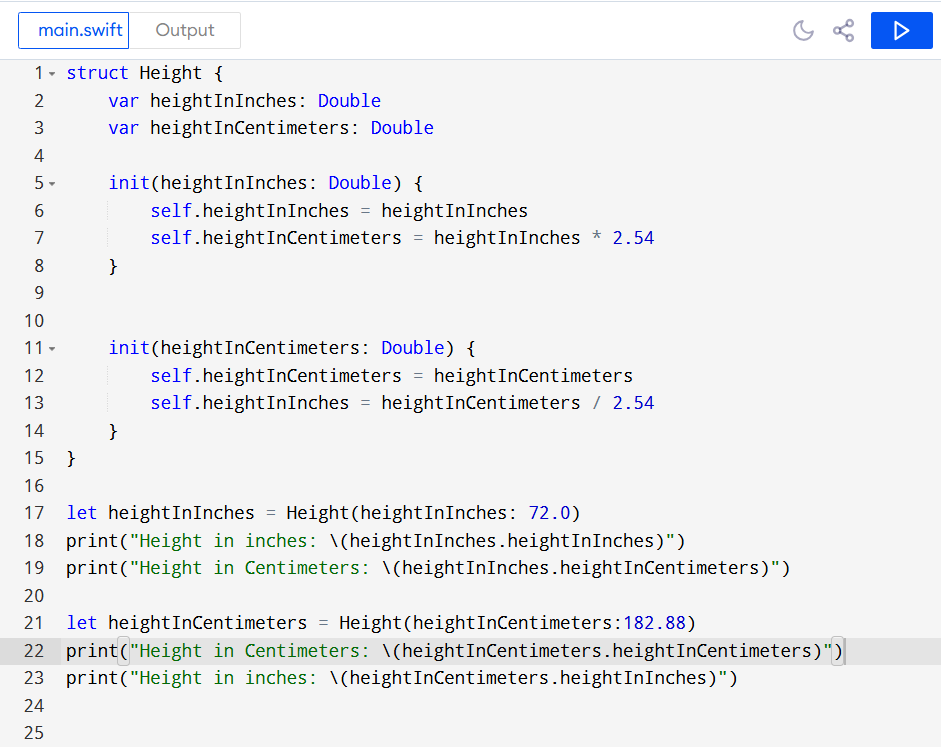 main.swift Output
1 struct Height {
2     var heightInInches: Double
3     var heightInCentimeters: Double
4
5     init(heightInInches: Double) {
6         self.heightInInches = heightInInches
7         self.heightInCentimeters = heightInInches * 2.54
8     }
9
10
11     init(heightInCentimeters: Double) {
12         self.heightInCentimeters = heightInCentimeters
13         self.heightInInches = heightInCentimeters / 2.54
14     }
15 }
16
17 let heightInInches = Height(heightInInches: 72.0)
18 print("Height in inches: \(heightInInches.heightInInches)")
19 print("Height in Centimeters: \(heightInInches.heightInCentimeters)")
20
21 let heightInCentimeters = Height(heightInCentimeters:182.88)
22 print("Height in Centimeters: \(heightInCentimeters.heightInCentimeters)")
23 print("Height in inches: \(heightInCentimeters.heightInInches)")
24
25